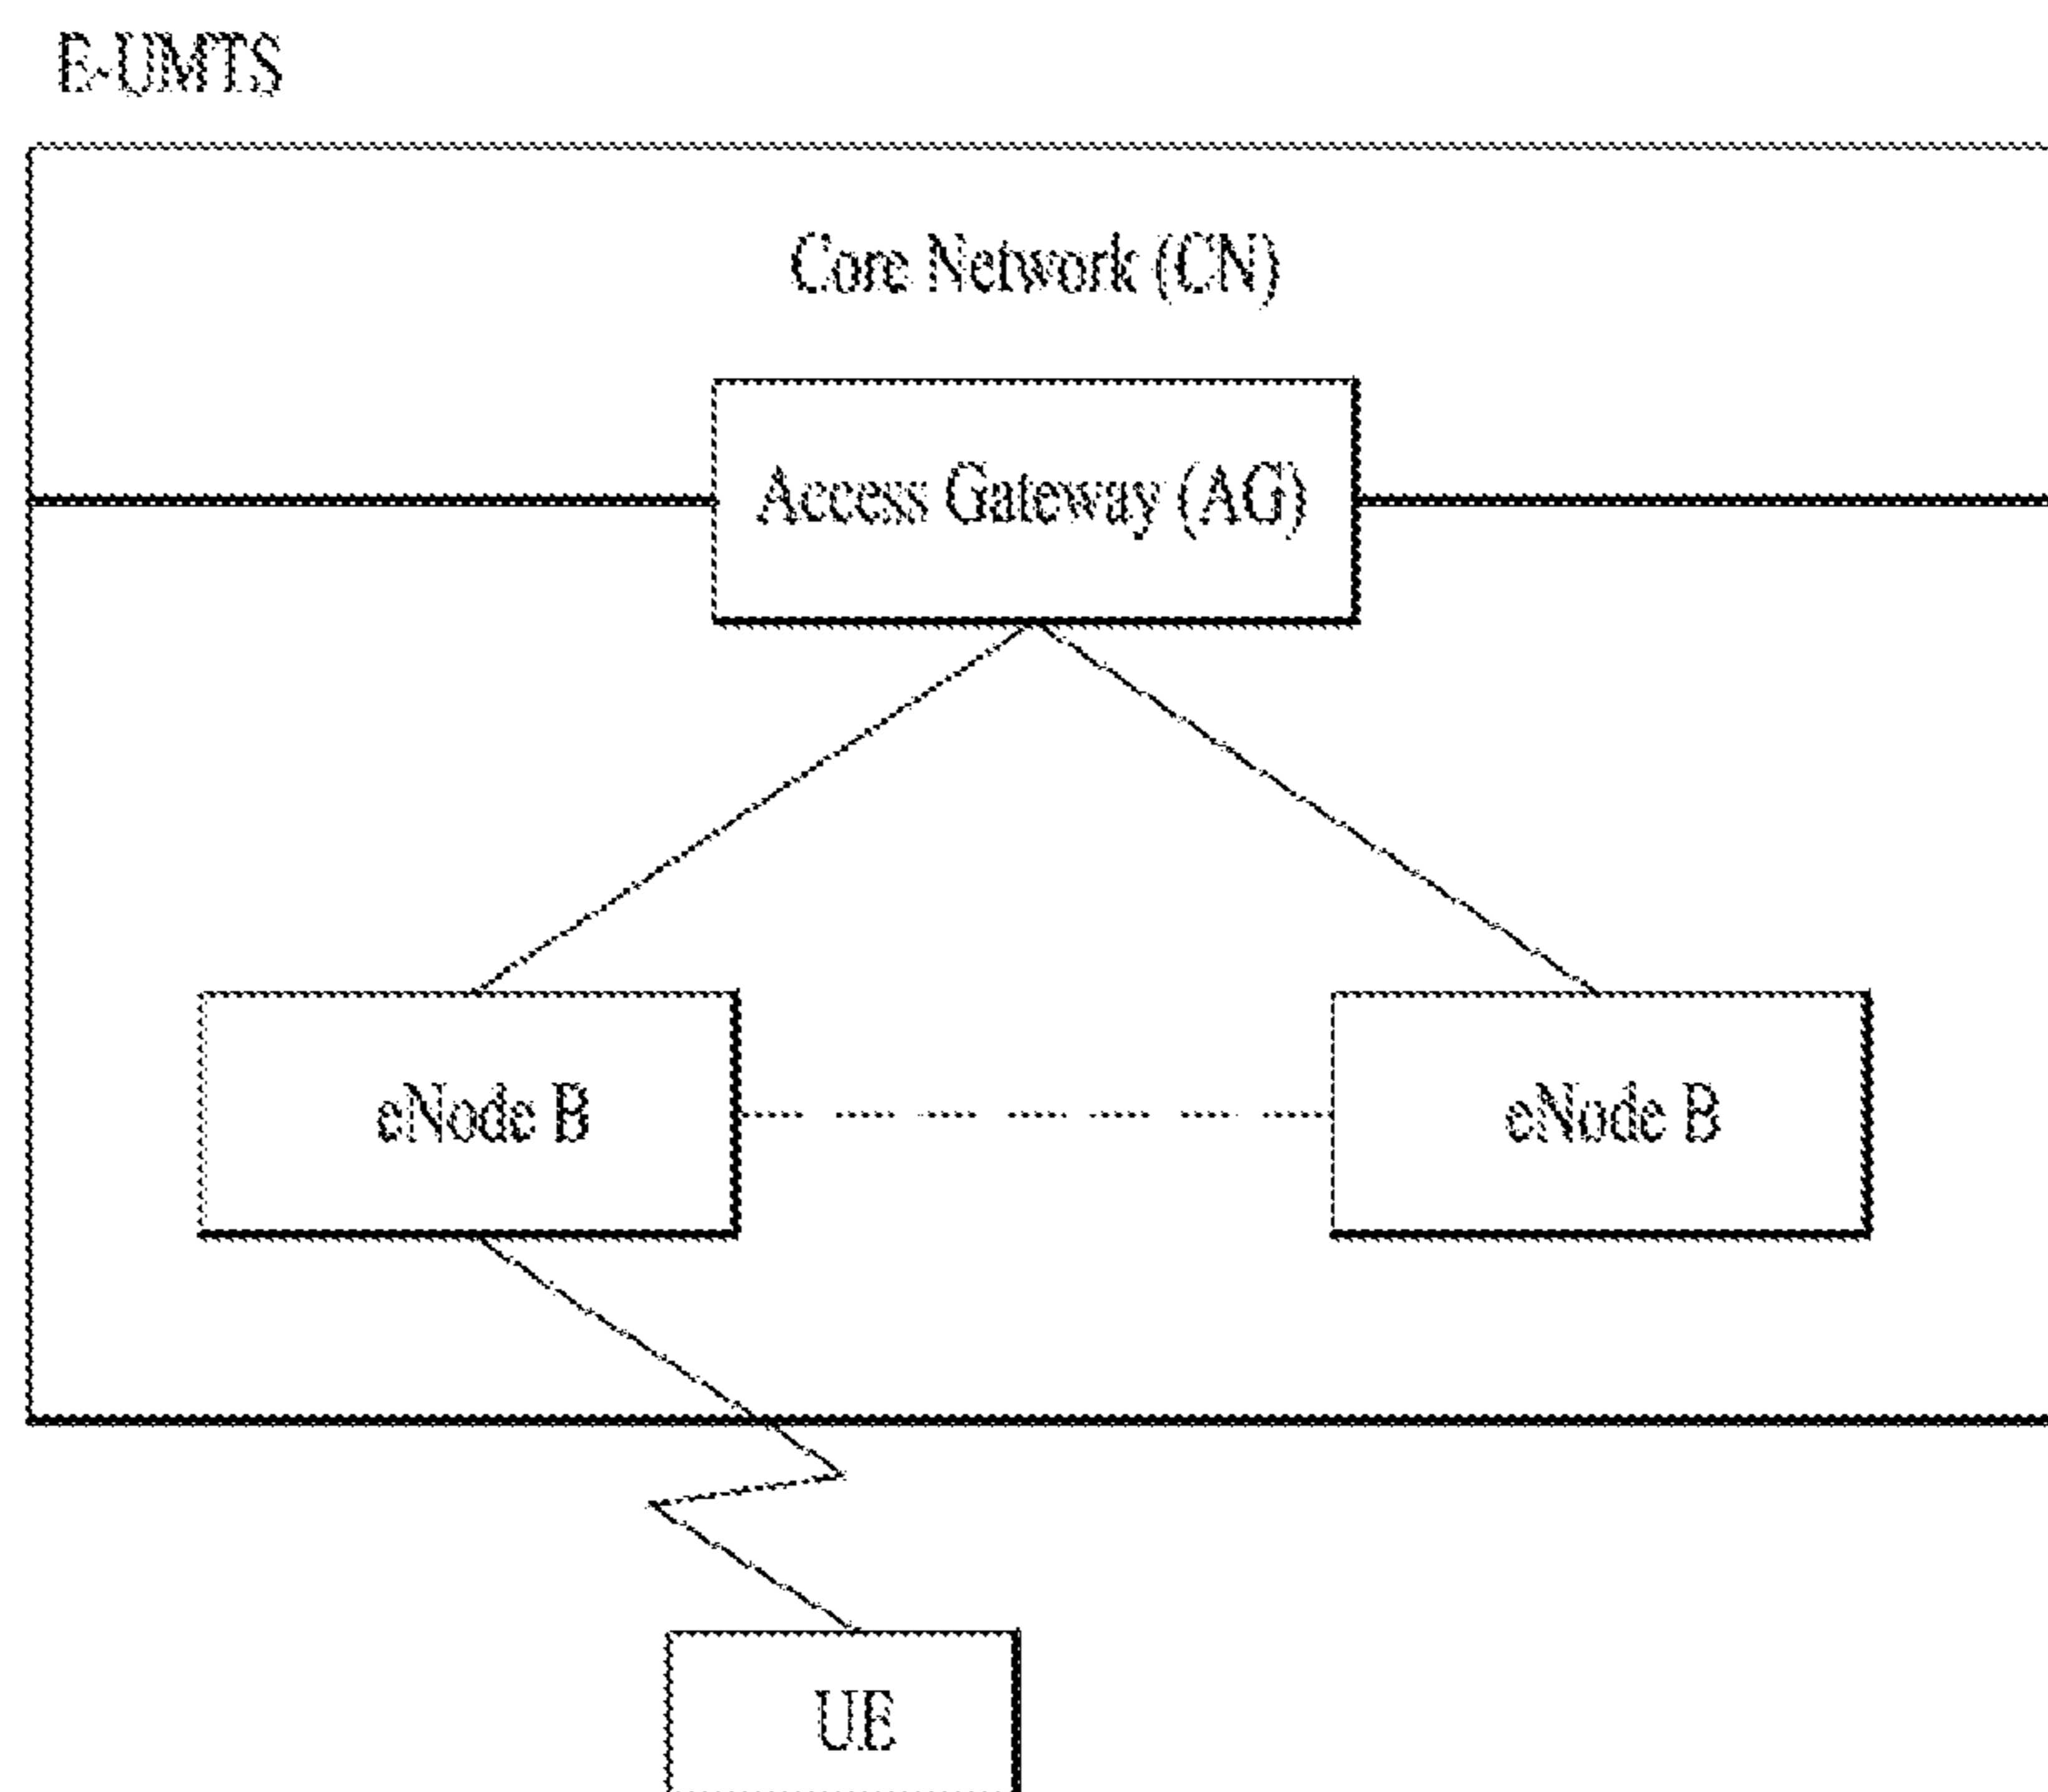 E-UMTS
Core Network (CN)
Access Gateway (AG)
eNode B
eNode B
UE